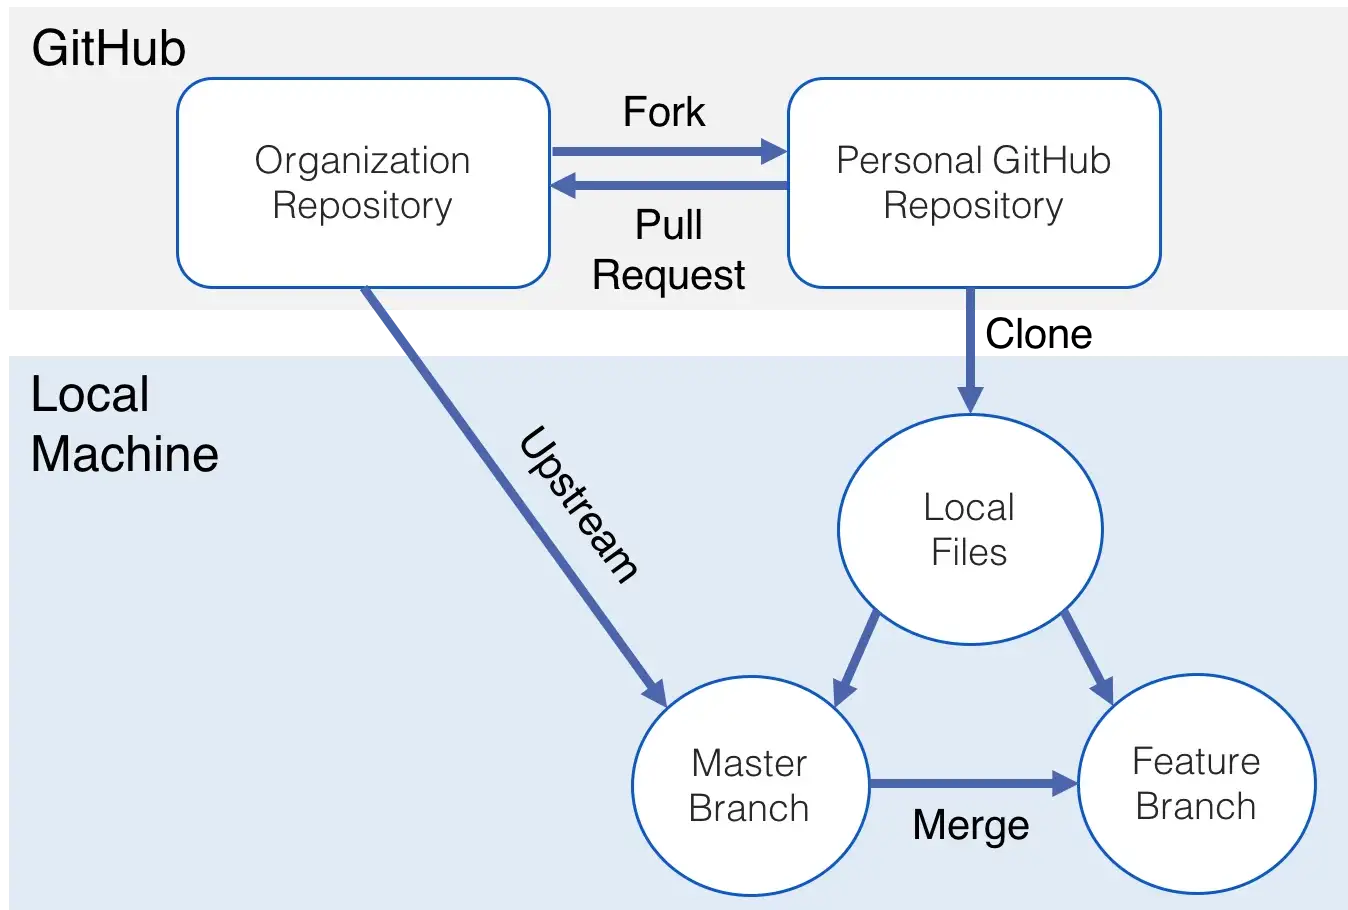 GitHub
Organization
Repository
Fork
Pull
Request
Personal GitHub
Repository
Clone
Local
Machine
Upstream
Local
Files
Master
Branch
Merge
Feature
Branch